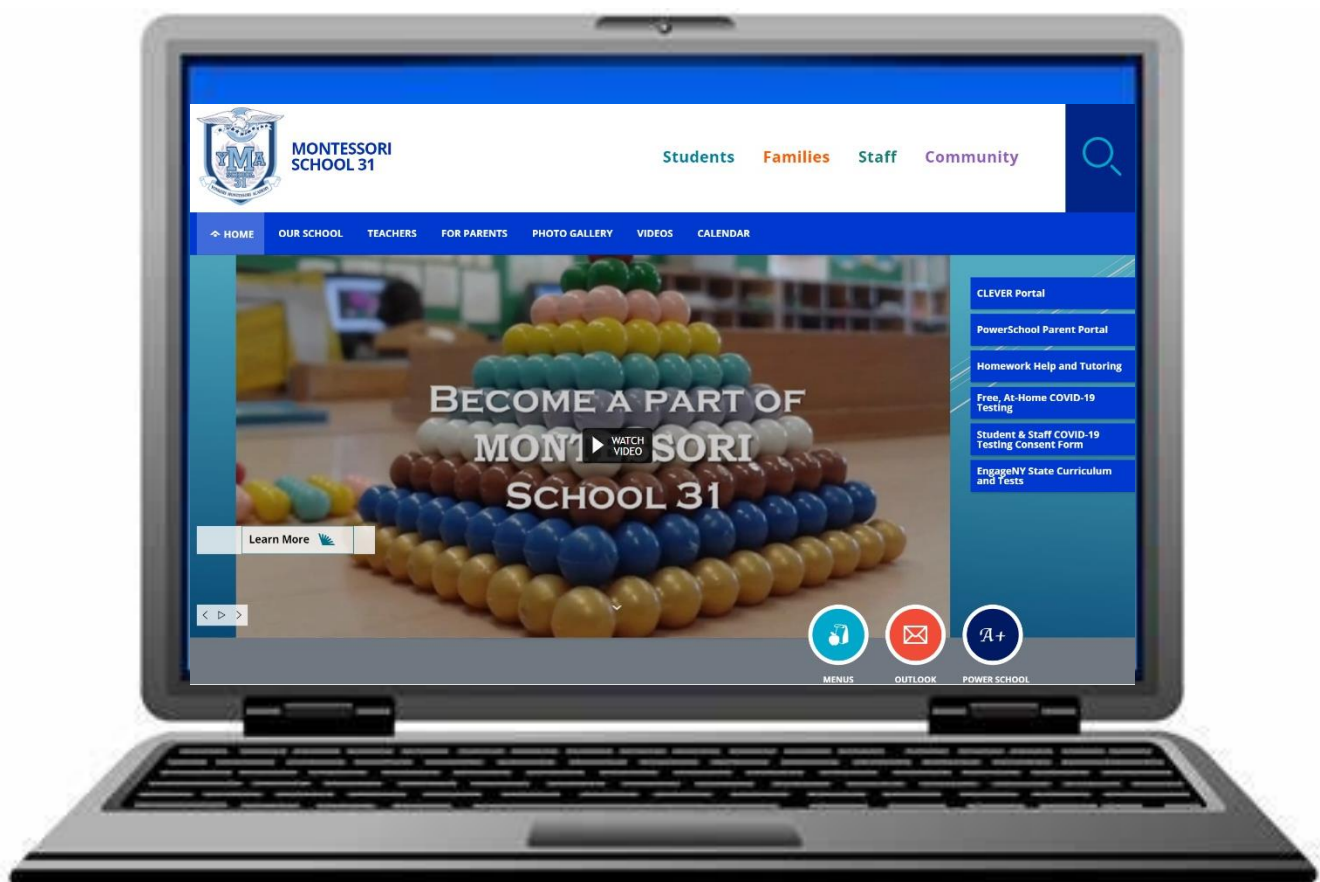 YMA
SCHOOL
31
MONTESSORI
SCHOOL 31
Students Families Staff Community
HOME OUR SCHOOL TEACHERS FOR PARENTS PHOTO GALLERY VIDEOS CALENDAR
BECOME A PART OF
SCHOOL 31
WATCH
VIDEO
Learn More
CLEVER Portal
PowerSchool Parent Portal
Homework Help and Tutoring
Free, At-Home COVID-19
Testing
Student & Staff COVID-19
Testing Consent Form
EngageNY State Curriculum
and Tests
A+
MENUS OUTLOOK POWER SCHOOL